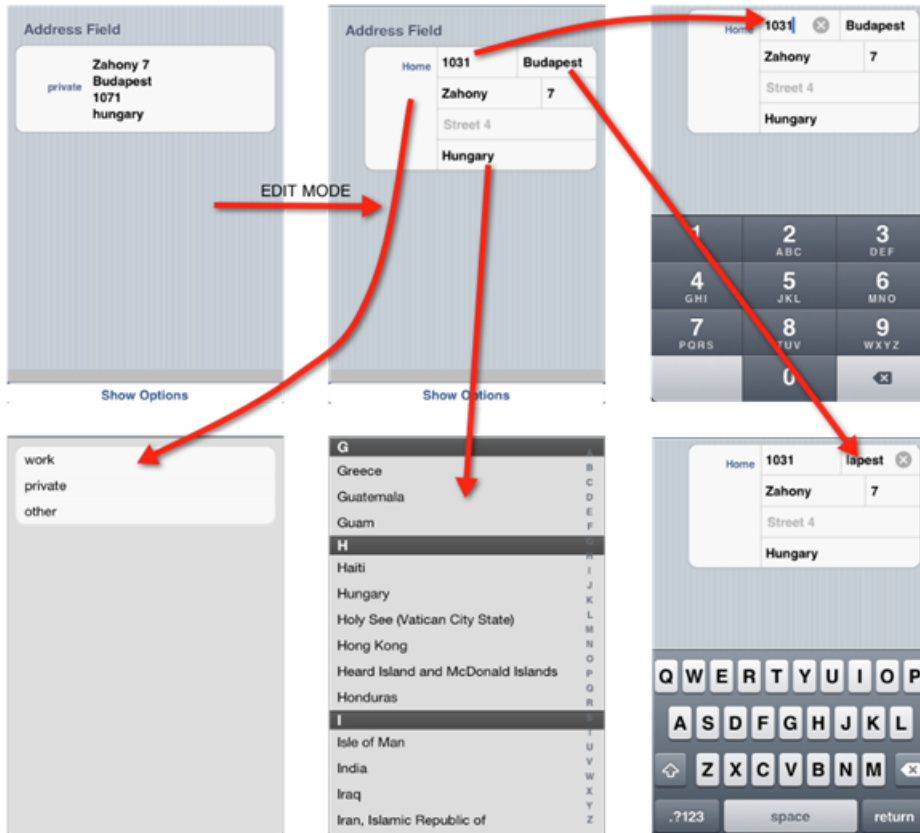 Address Field
private
Zahony 7
Budapest
1071
hungary
Show Options
EDIT MODE
Address Field
Home 1031 Budapest
Zahony 7
Street 4
Hungary
Show Options
Home 1031 Budapest
Zahony 7
Street 4
Hungary
1 2 3
ABC DEF
4 5 6
GHI JKL MNO
7 8 9
PQRS TUV WXYZ
0
work
private
other
G
Greece
Guatemala
Guam
H
Haiti
Hungary
Holy See (Vatican City State)
Hong Kong
Heard Island and McDonald Islands
Honduras
I
Isle of Man
India
Iraq
Iran, Islamic Republic of
A
B
C
D
E
F
G
H
I
J
K
L
M
N
O
P
Q
R
S
T
U
V
W
X
Y
Z
Home 1031 lapest
Zahony 7
Street 4
Hungary
Q W E R T Y U I O P
A S D F G H J K L
Z X C V B N M
.?123 space return